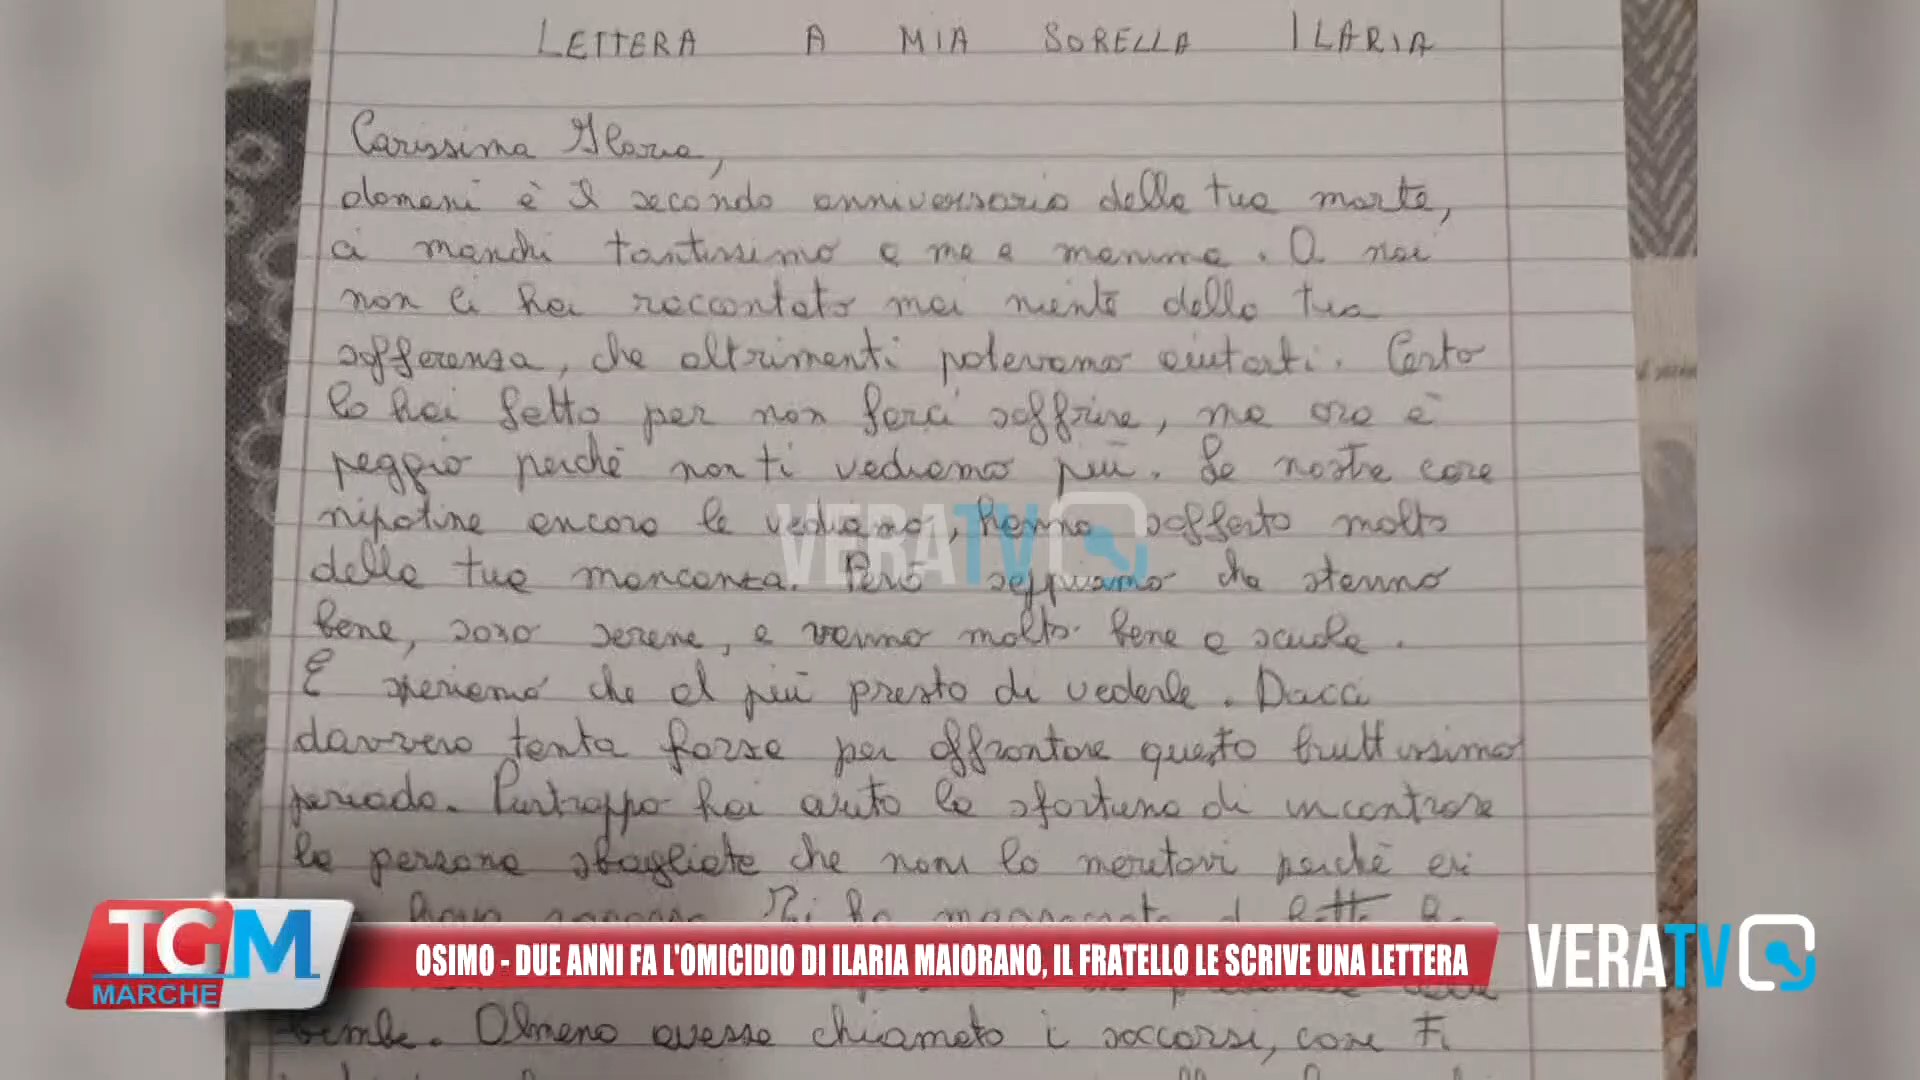 LETTERA A MIA SORELLA ILARIA
Carissima Ilaria,
domani è il secondo anniversario della tua morte,
ci manchi tantissimo a me e mamma. A noi
non ci hai raccontato mai niente della tua
sofferenza, che altrimenti potevamo aiutarti. Certo
lo hai fatto per non farci soffrire, ma ora è
peggio perché non ti vediamo più. Le nostre care
nipotine ancora le vediamo, hanno sofferto molto
della tua mancanza. Però sappiamo che stanno
bene, sono serene, e vanno molto bene a scuola.
E speriamo che al più presto di vederle. Dacci
davvero tanta forza per affrontare questo bruttissimo
periodo. Purtroppo hai avuto la sfortuna di incontrare
la persona sbagliata che non lo meritavi perché eri
Ti ha massacrata di botte
bimbe. Almeno avesse chiamato i soccorsi, così ti
VERATV
TGM
MARCHE
OSIMO - DUE ANNI FA L'OMICIDIO DI ILARIA MAIORANO, IL FRATELLO LE SCRIVE UNA LETTERA
VERATV